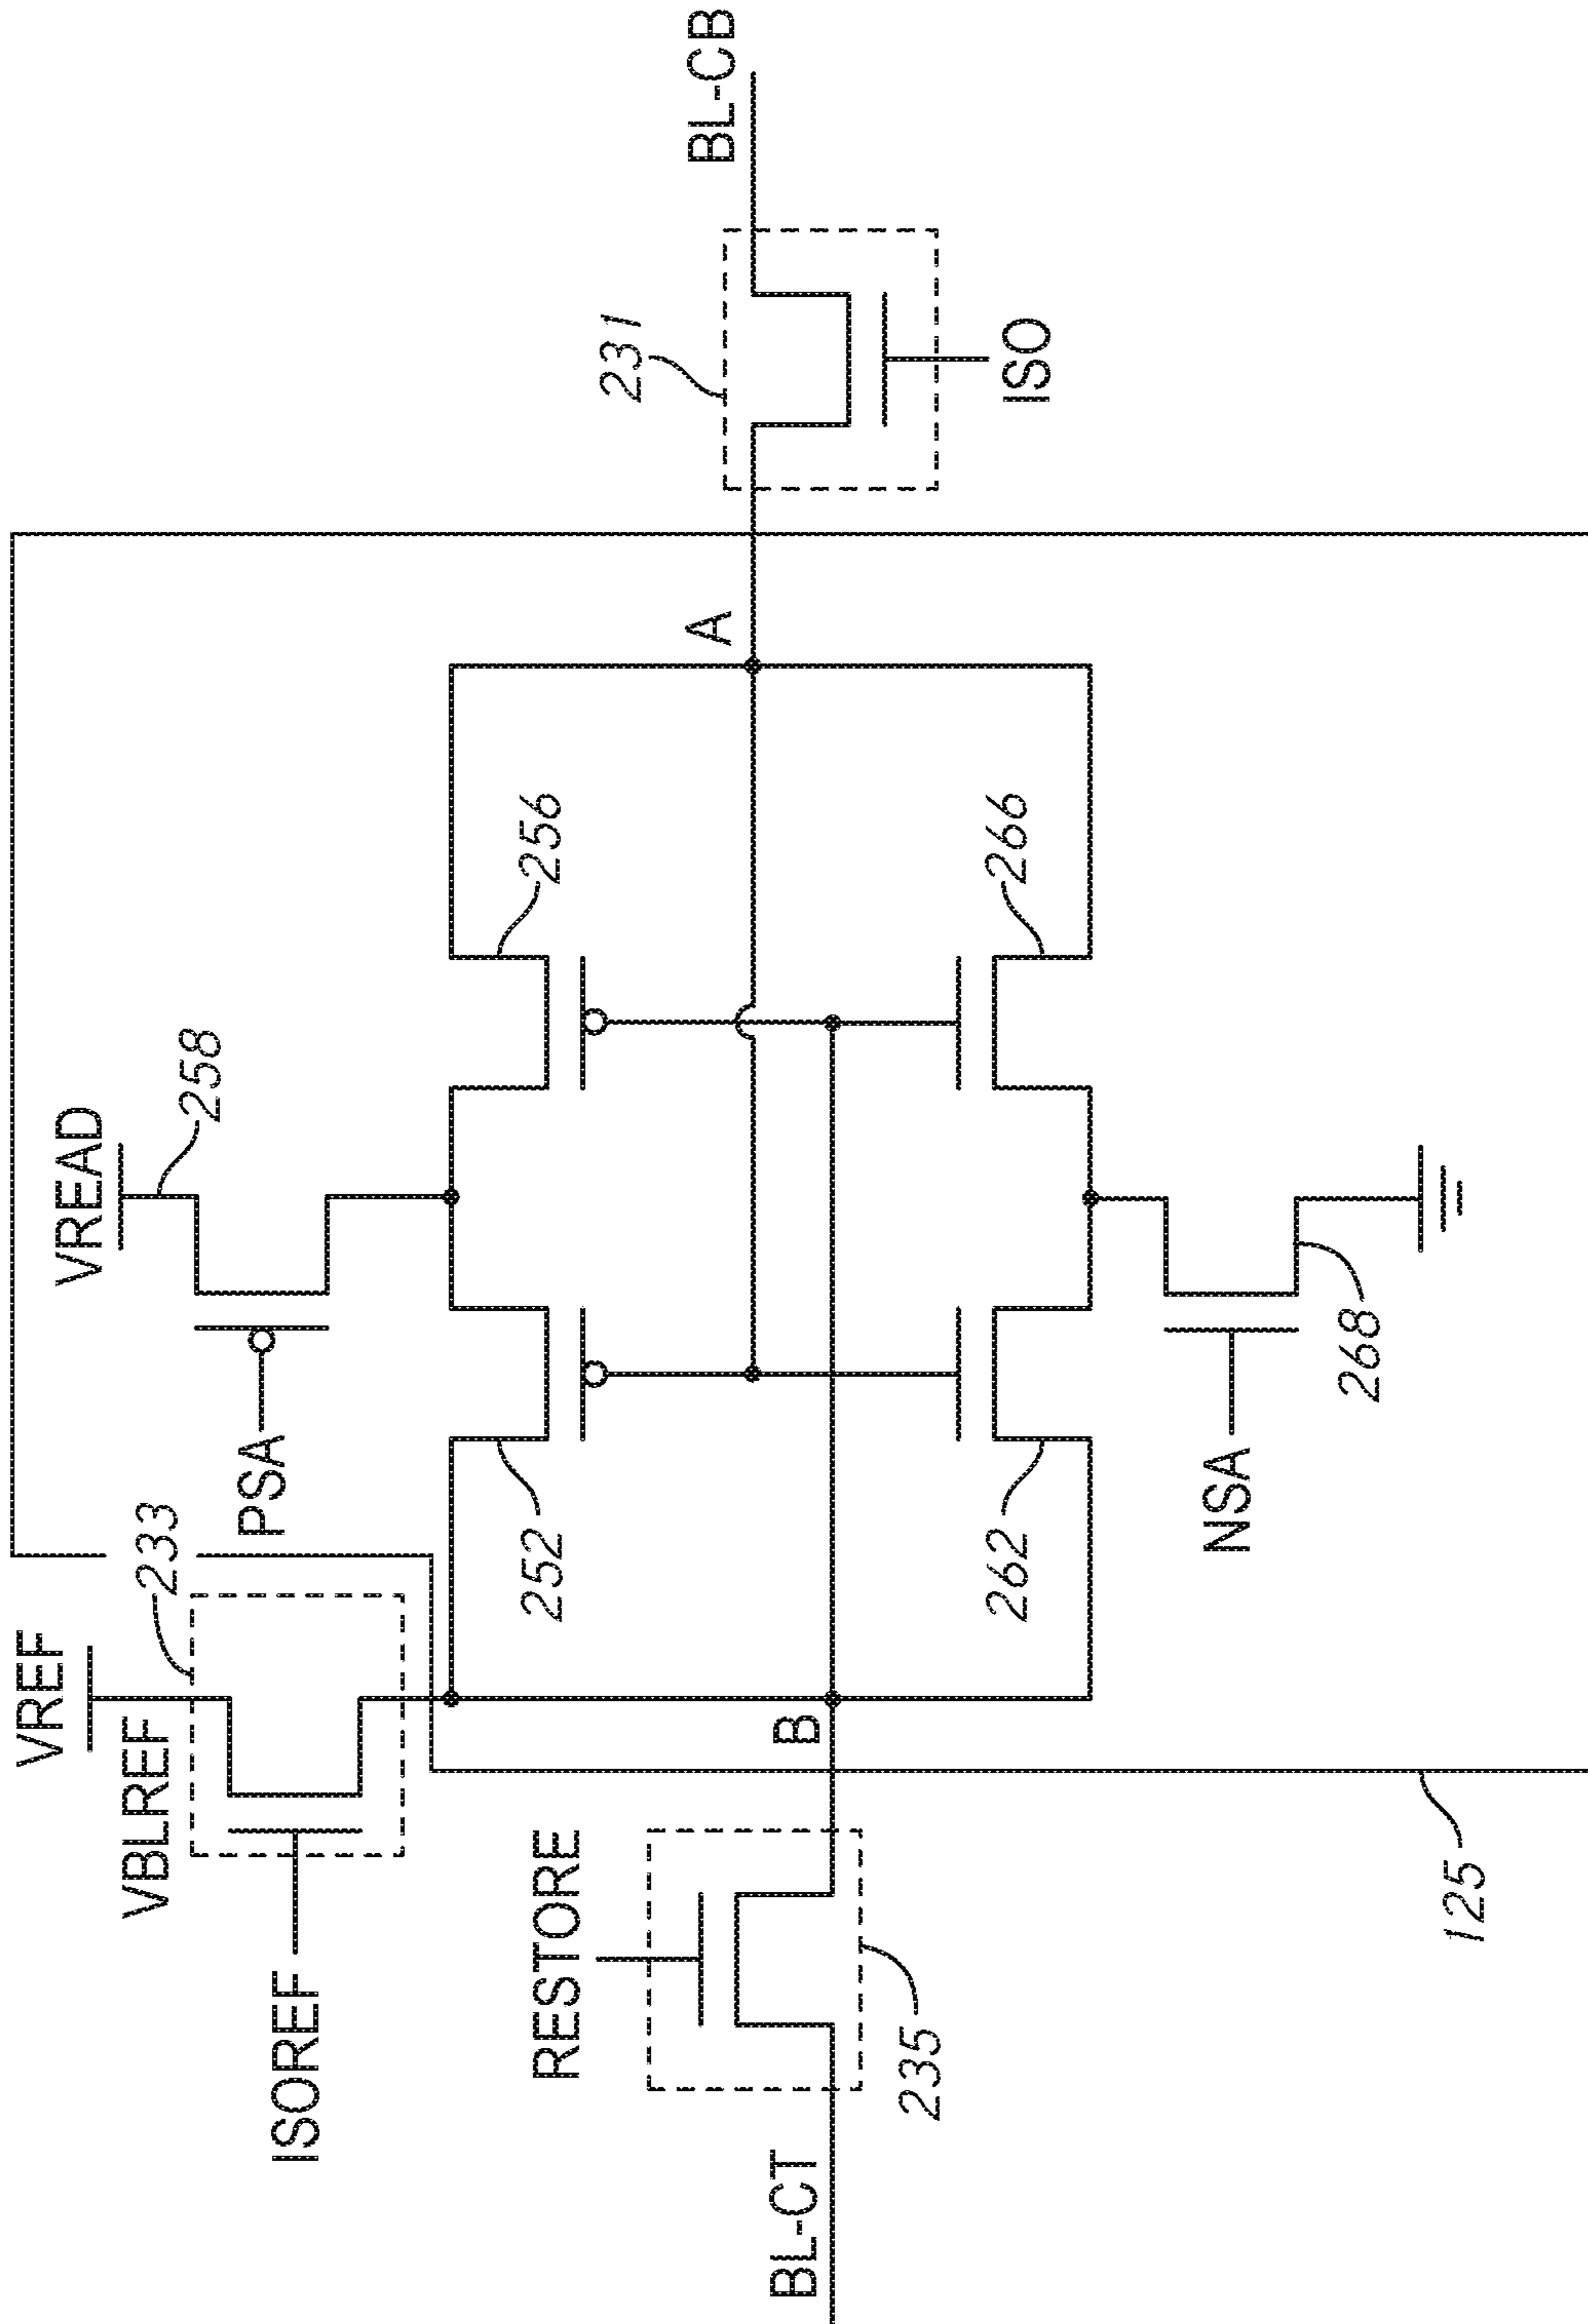 VREF
VBLREF
233
ISOREF
PSA
VREAD
258
252
256
A
231
BL-CB
ISO
RESTORE
235
BL-CT
B
262
266
NSA
268
125